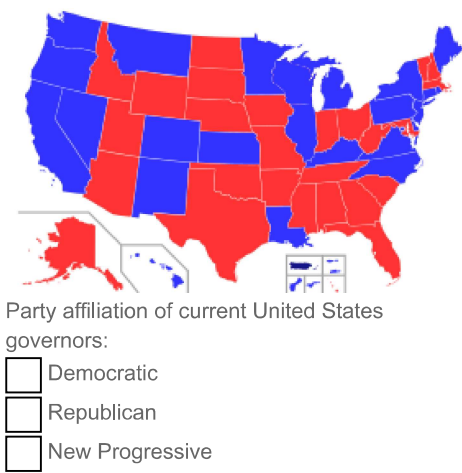 Party affiliation of current United States
governors:
Democratic
Republican
New Progressive